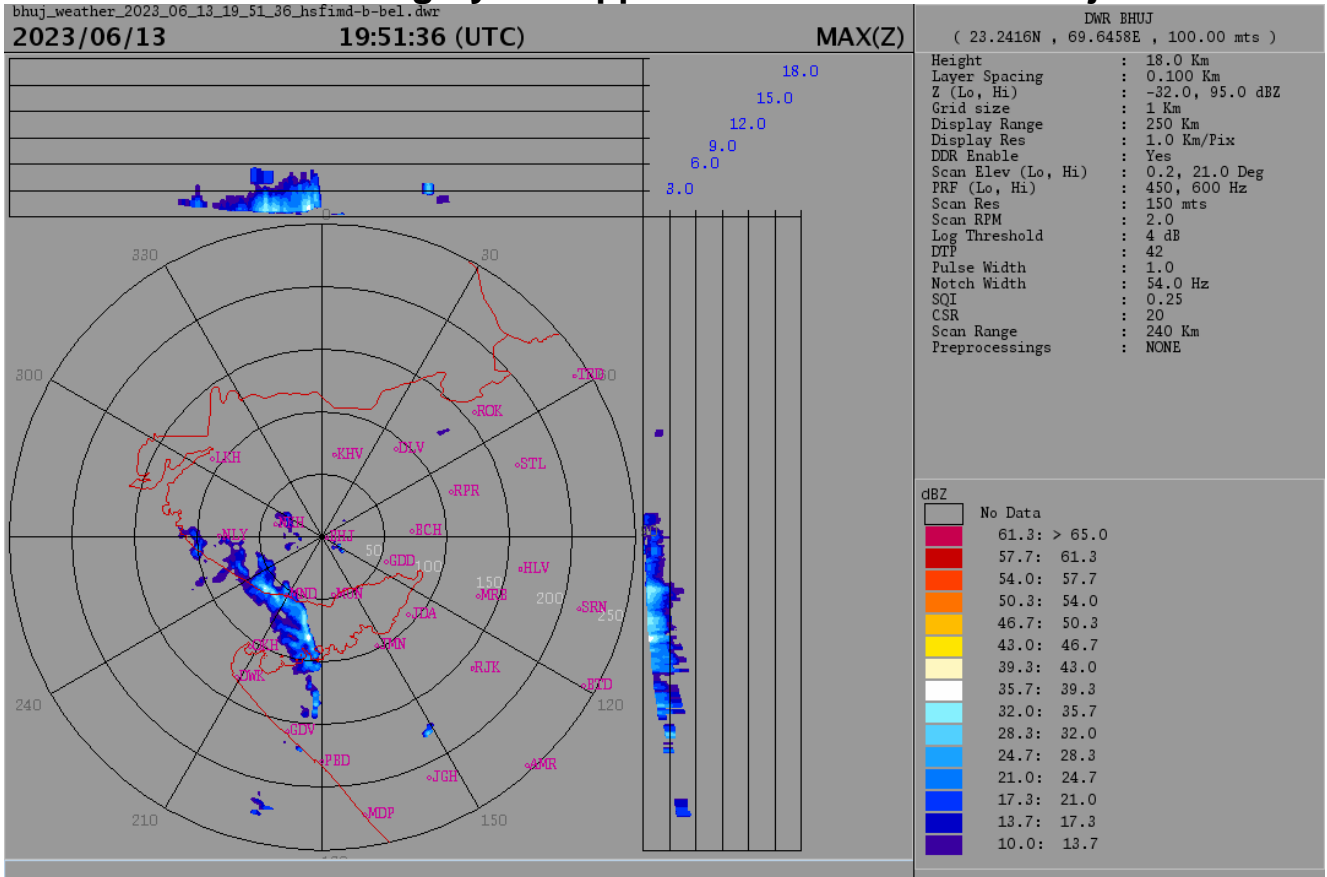 bhuj_weather_2023_06_13_19_51_36_hsfimd-b-bel.dwr
2023/06/13 19:51:36 (UTC) MAX(Z)
DWR BHUJ
( 23.2416N , 69.6458E , 100.00 mts )
Height : 18.0 Km
Layer Spacing : 0.100 Km
Z (Lo, Hi) : -32.0, 95.0 dBZ
Grid size : 1 Km
Display Range : 250 Km
Display Res : 1.0 Km/Pix
DDR Enable : Yes
Scan Elev (Lo, Hi) : 0.2, 21.0 Deg
PRF (Lo, Hi) : 450, 600 Hz
Scan Res : 150 mts
Scan RPM : 2.0
Log Threshold : 4 dB
DTP : 42
Pulse Width : 1.0
Notch Width : 54.0 Hz
SQI : 0.25
CSR : 20
Scan Range : 240 Km
Preprocessings : NONE
18.0
15.0
12.0
9.0
6.0
3.0
0
330
30
300
60
ROK
KHV
DLV
LKH
STL
RPR
NLY
BHJ
BCH
50
GDD
100
HLV
150
MND
MUN
200
SRN
250
JDA
OKH
JMN
RJK
DWK
BTD
240
120
GDV
PBD
AMR
JGH
MDP
210
150
dBZ
No Data
61.3: > 65.0
57.7: 61.3
54.0: 57.7
50.3: 54.0
46.7: 50.3
43.0: 46.7
39.3: 43.0
35.7: 39.3
32.0: 35.7
28.3: 32.0
24.7: 28.3
21.0: 24.7
17.3: 21.0
13.7: 17.3
10.0: 13.7